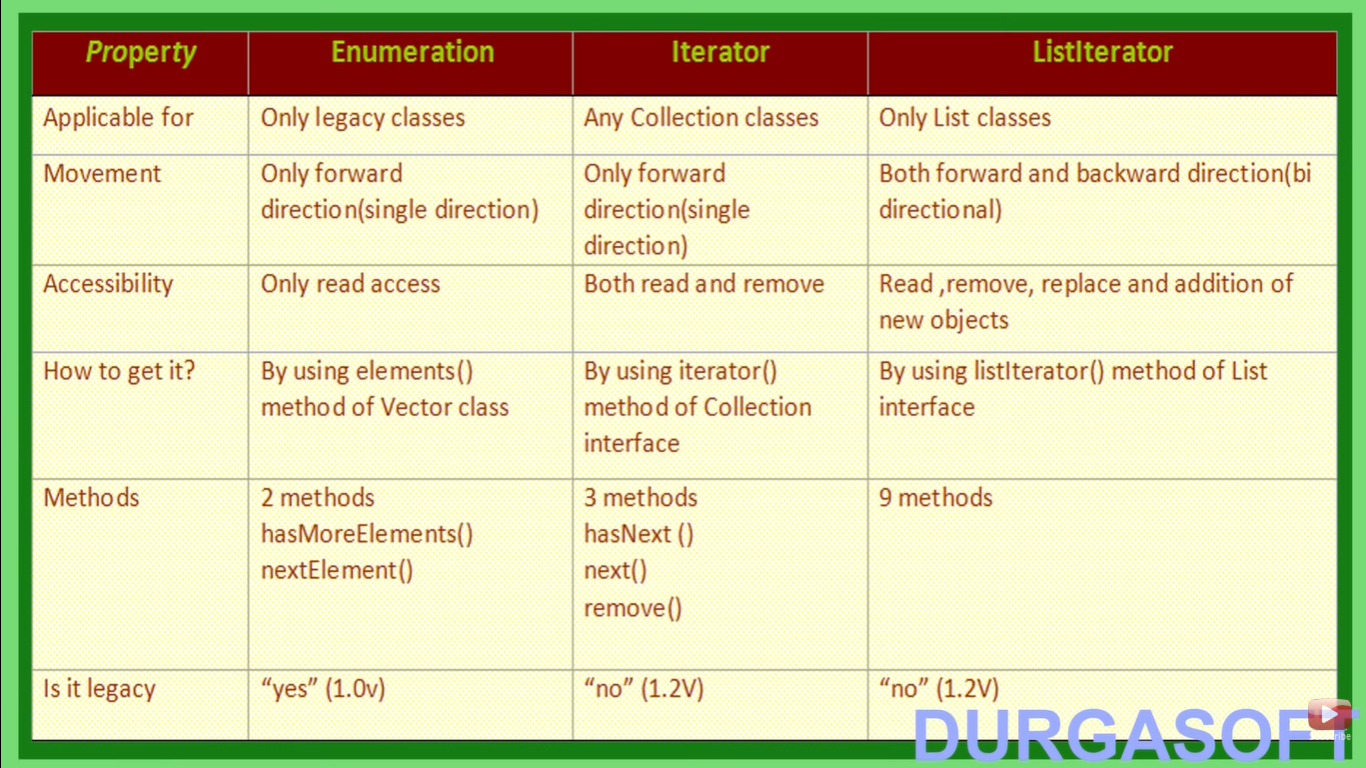 Property Enumeration Iterator ListIterator
Applicable for Only legacy classes Any Collection classes Only List classes
Movement Only forward Only forward Both forward and backward direction(bi
direction(single direction) direction(single directional)
direction)
Accessibility Only read access Both read and remove Read ,remove, replace and addition of
new objects
How to get it? By using elements() By using iterator() By using listIterator() method of List
method of Vector class method of Collection interface
interface
Methods 2 methods 3 methods 9 methods
hasMoreElements() hasNext ()
nextElement() next()
remove()
Is it legacy “yes” (1.0v) “no” (1.2V) “no” (1.2V)
DURGASOFT